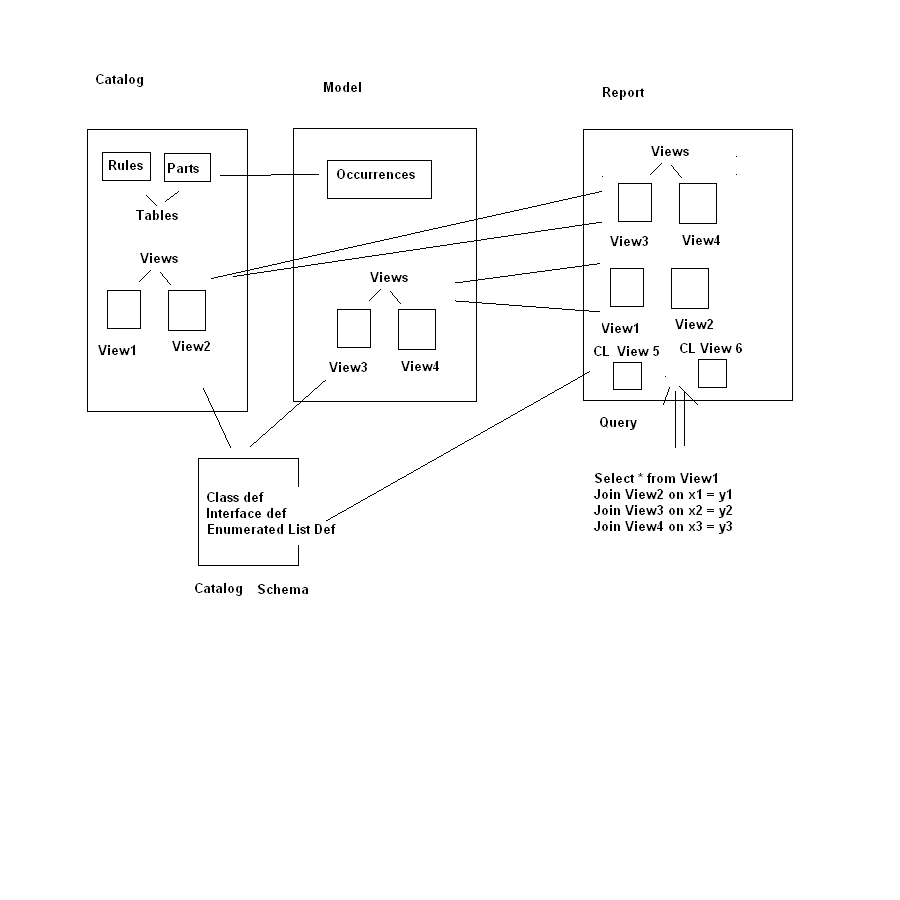 Catalog
Model
Report
Rules
Parts
Tables
Views
View1
View2
Occurrences
Views
View3
View4
Views
View3
View4
View1
View2
CL View 5
CL View 6
Query
Select * from View1
Join View2 on x1 = y1
Join View3 on x2 = y2
Join View4 on x3 = y3
Class def
Interface def
Enumerated List Def
Catalog Schema